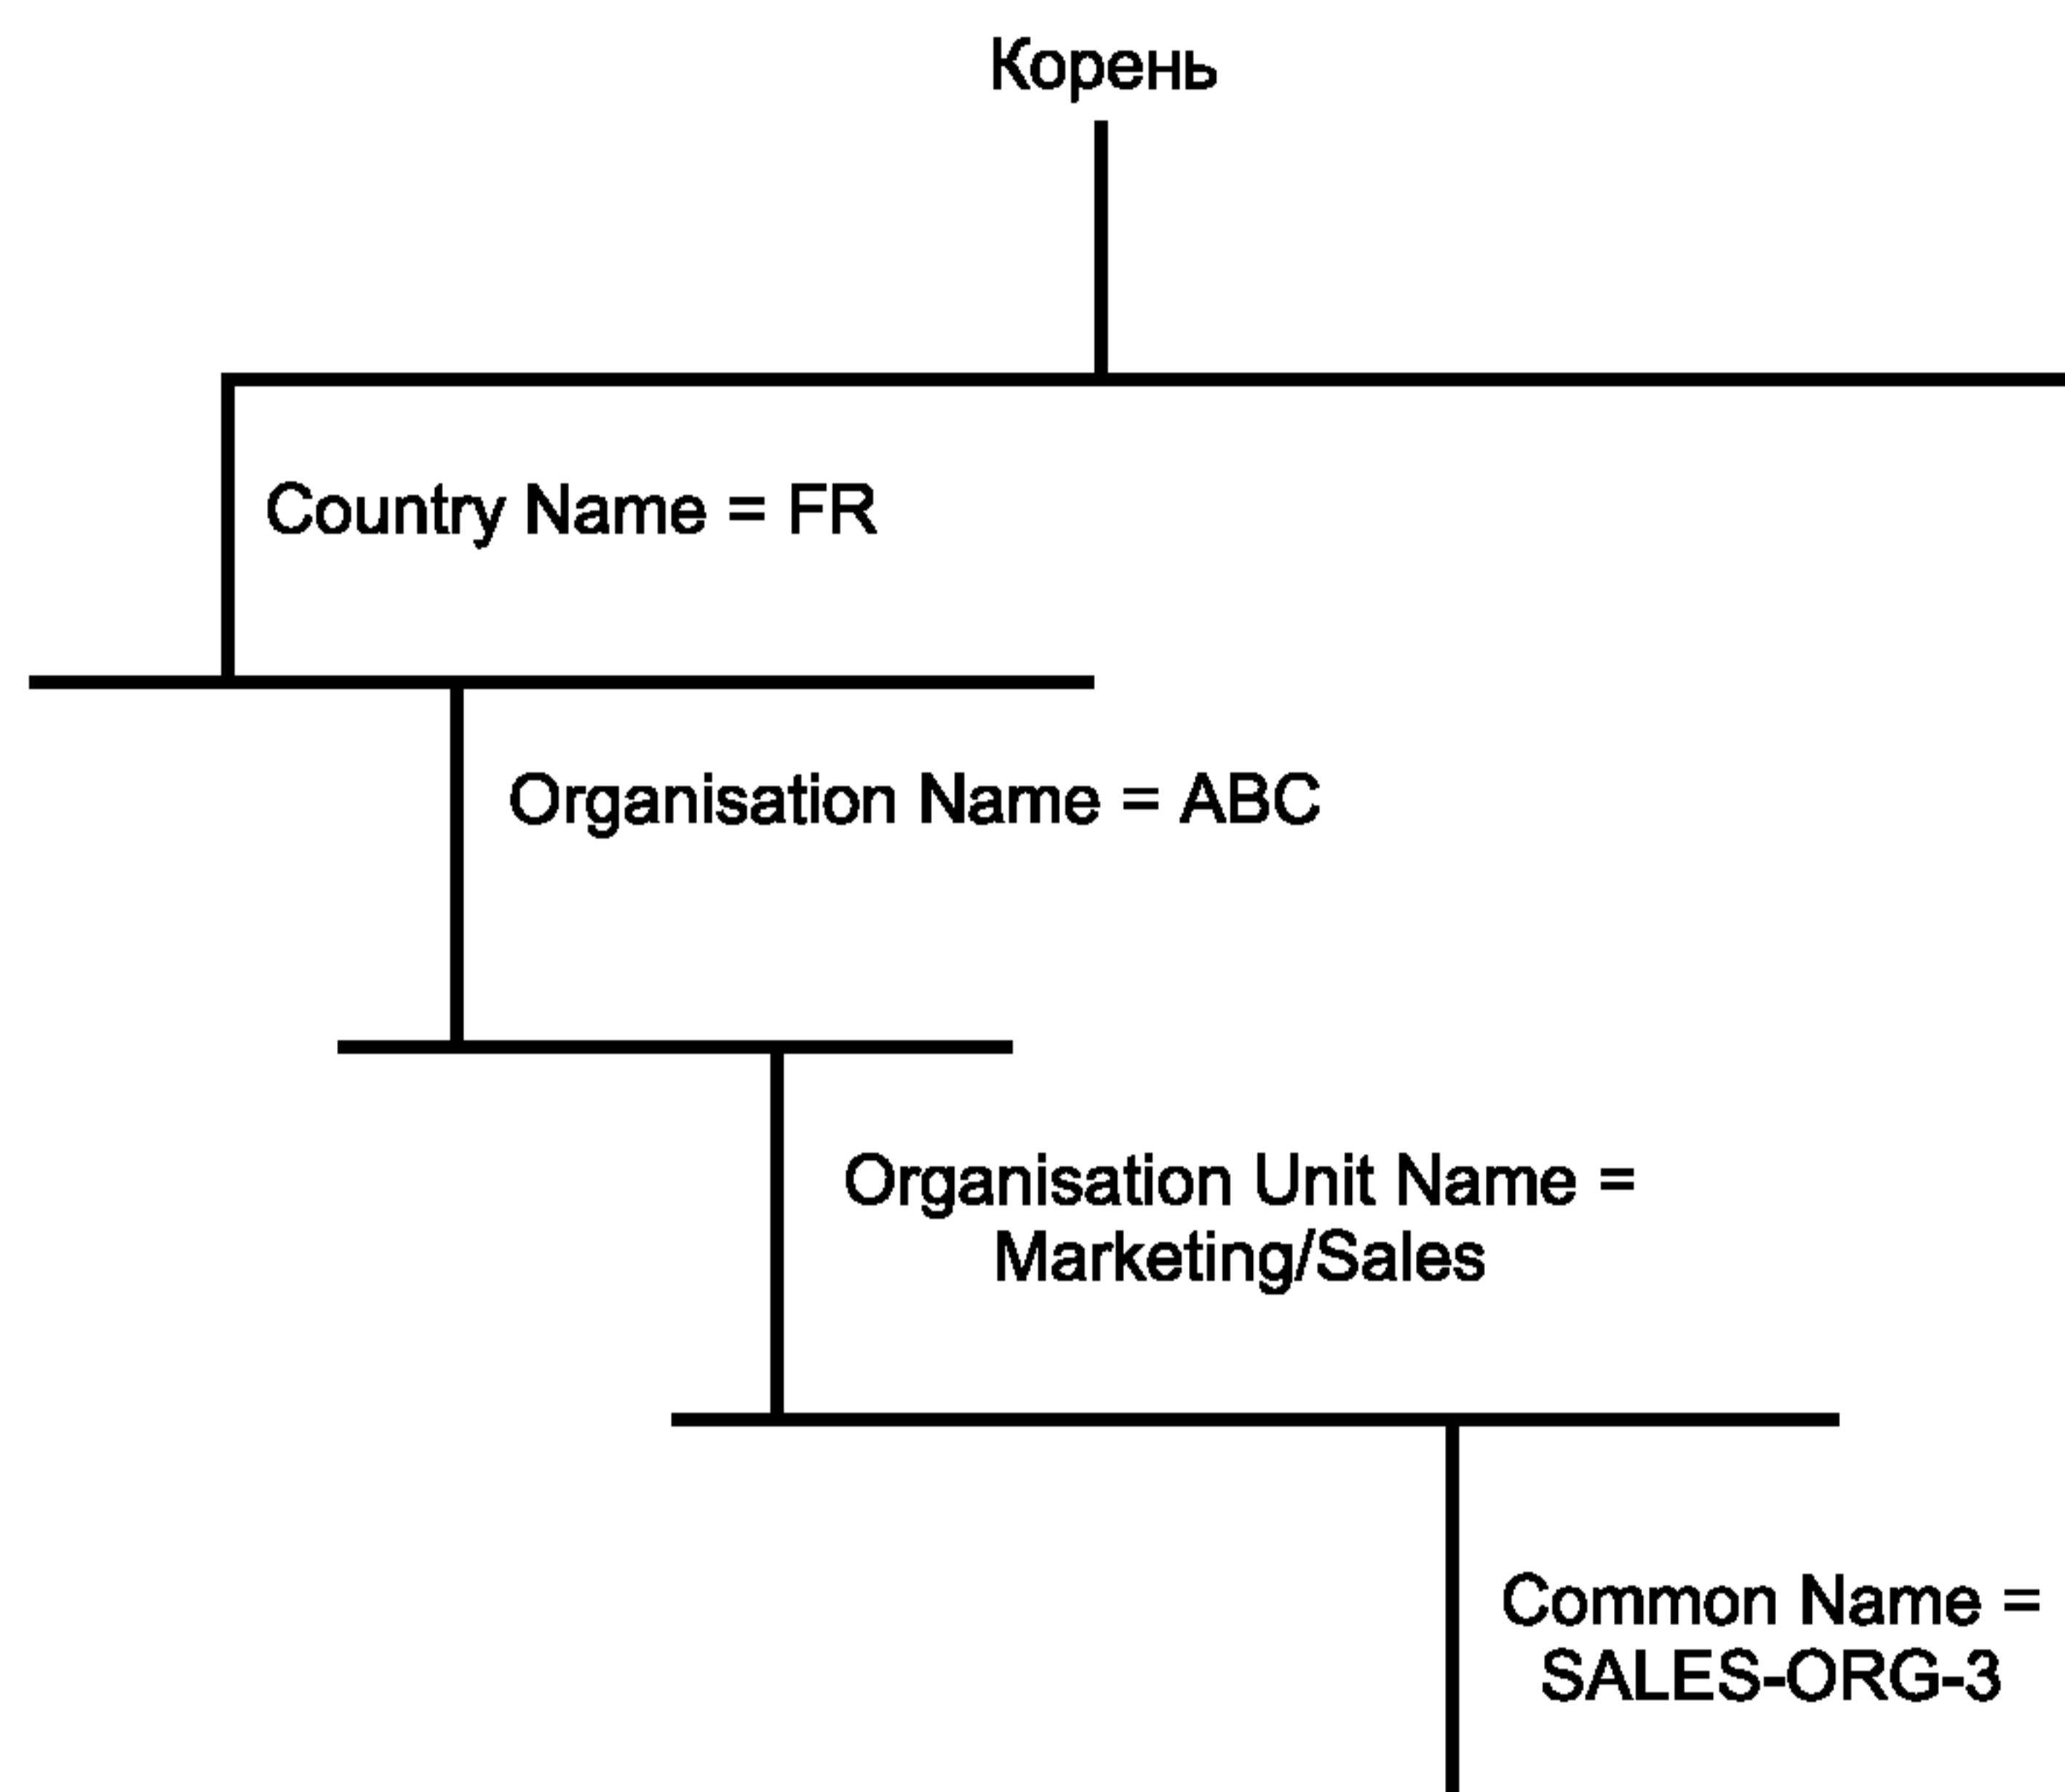 Корень
Country Name = FR
Organisation Name = ABC
Organisation Unit Name =
Marketing/Sales
Common Name =
SALES-ORG-3